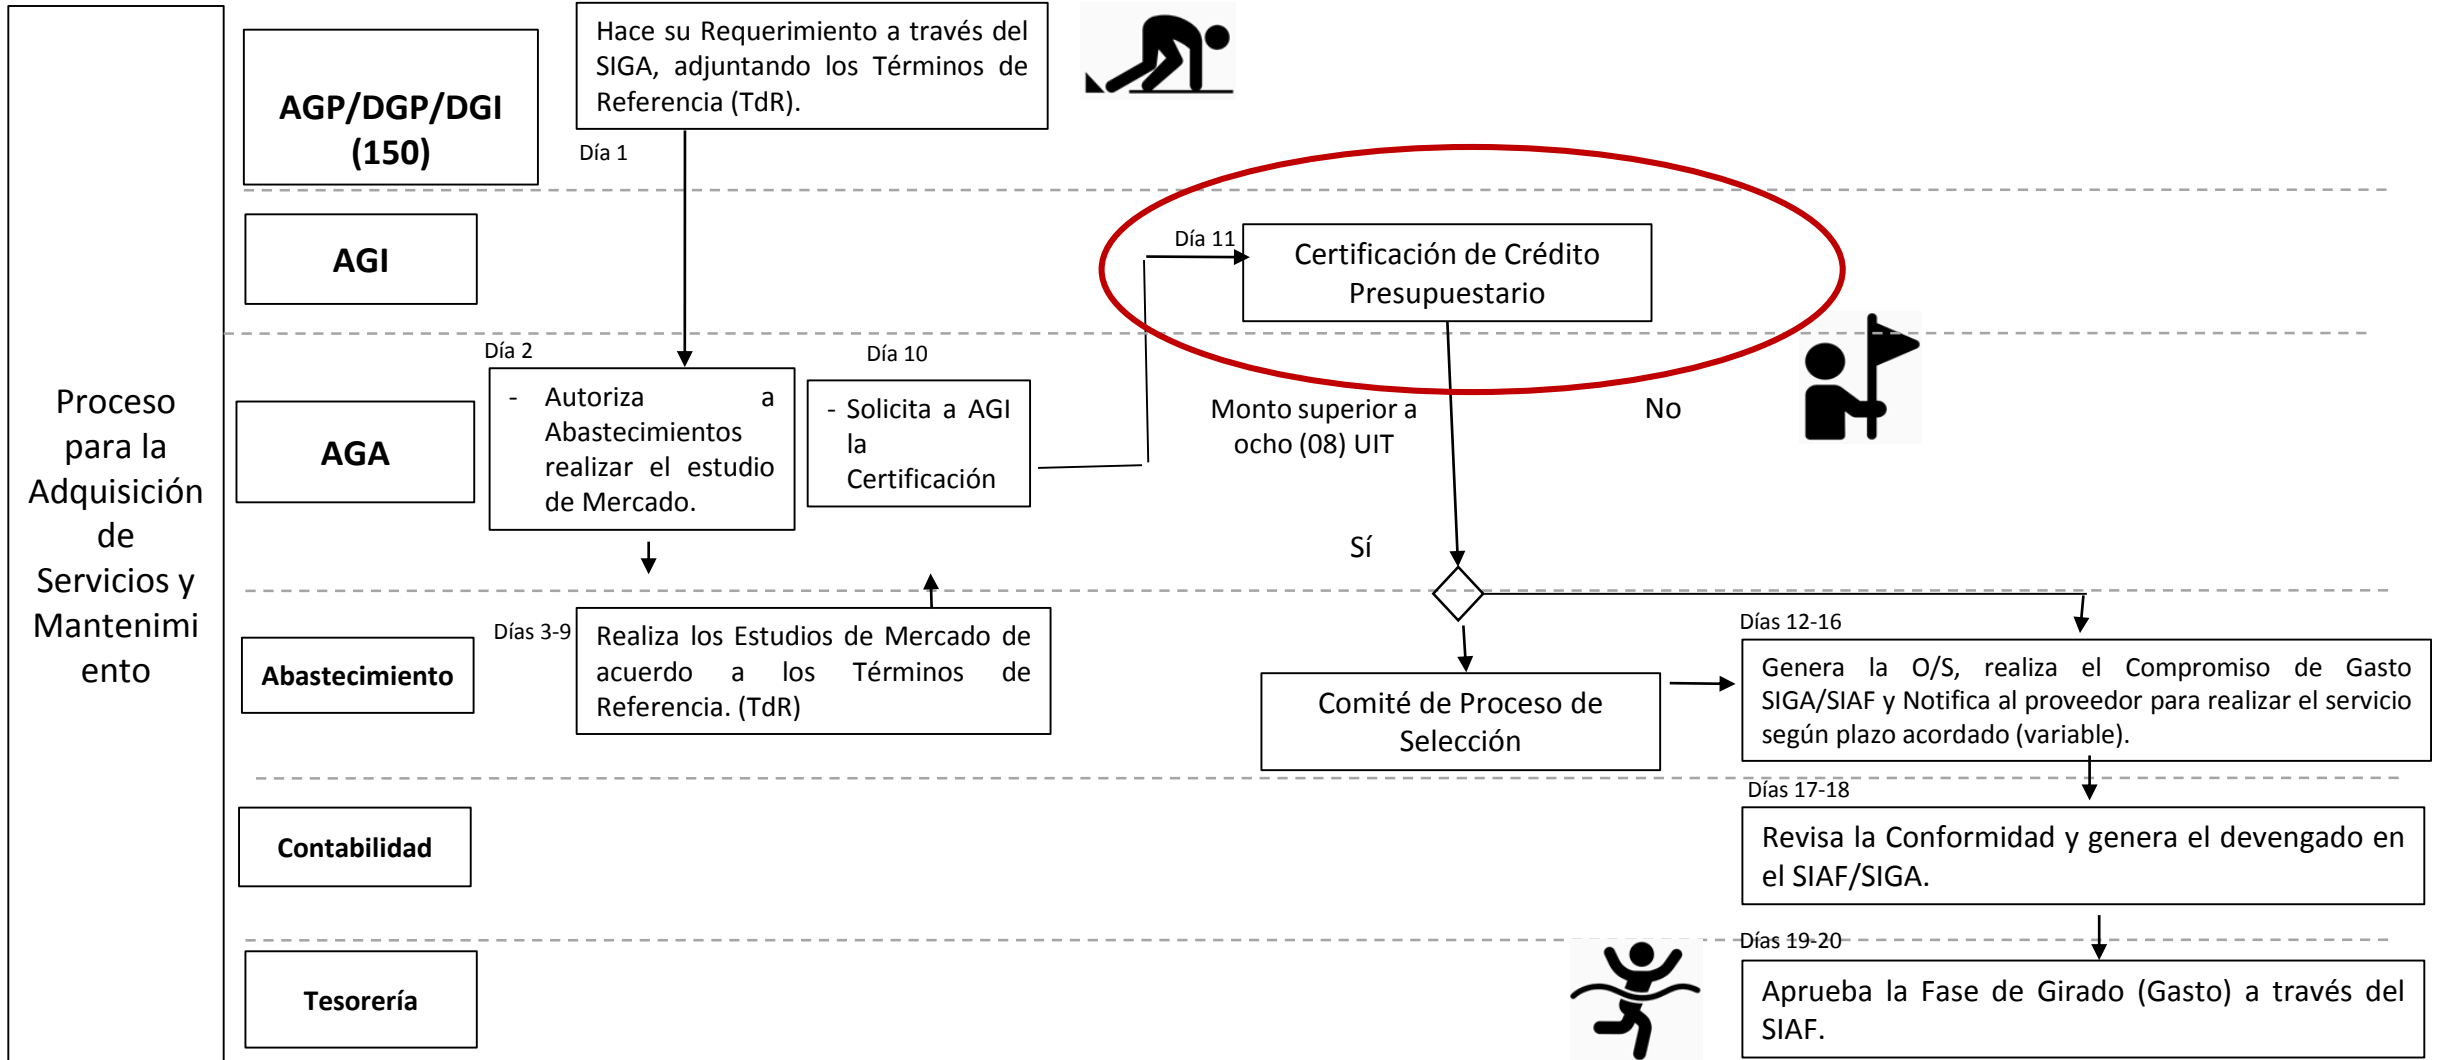 Proceso
para la
Adquisición
de
Servicios y
Mantenimi
ento
AGP/DGP/DGI
(150)
Hace su Requerimiento a través del
SIGA, adjuntando los Términos de
Referencia (TdR).
Día 1
AGI
Día 11
Certificación de Crédito
Presupuestario
AGA
Día 2
- Autoriza a
Abastecimientos
realizar el estudio
de Mercado.
Día 10
- Solicita a AGI
la
Certificación
Monto superior a
ocho (08) UIT
No
Sí
Abastecimiento
Días 3-9
Realiza los Estudios de Mercado de
acuerdo a los Términos de
Referencia. (TdR)
Comité de Proceso de
Selección
Días 12-16
Genera la O/S, realiza el Compromiso de Gasto
SIGA/SIAF y Notifica al proveedor para realizar el servicio
según plazo acordado (variable).
Contabilidad
Días 17-18
Revisa la Conformidad y genera el devengado en
el SIAF/SIGA.
Tesorería
Días 19-20
Aprueba la Fase de Girado (Gasto) a través del
SIAF.